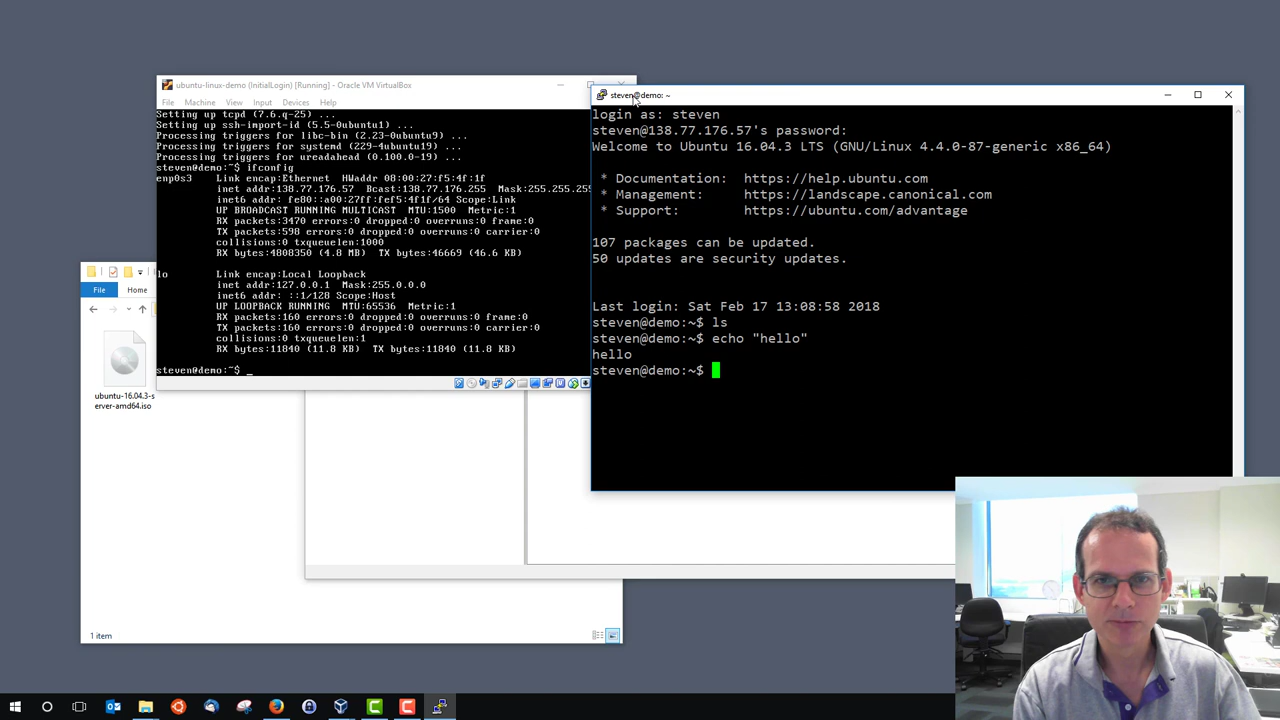 ubuntu-linux-demo (InitialLogin) [Running] - Oracle VM VirtualBox
File Machine View Input Devices Help
Setting up tcpd (7.6.q-25) ...
Setting up ssh-import-id (5.5-0ubuntu1) ...
Processing triggers for libc-bin (2.23-0ubuntu9) ...
Processing triggers for systemd (229-4ubuntu19) ...
Processing triggers for ureadahead (0.100.0-19) ...
steven@demo:~$ ifconfig
enp0s3 Link encap:Ethernet HWaddr 08:00:27:f5:4f:1f
inet addr:138.77.176.57 Bcast:138.77.176.255 Mask:255.255.255
inet6 addr: fe80::a00:27ff:fef5:4f1f/64 Scope:Link
UP BROADCAST RUNNING MULTICAST MTU:1500 Metric:1
RX packets:3470 errors:0 dropped:0 overruns:0 frame:0
TX packets:598 errors:0 dropped:0 overruns:0 carrier:0
collisions:0 txqueuelen:1000
RX bytes:4808350 (4.8 MB) TX bytes:46669 (46.6 KB)
lo Link encap:Local Loopback
inet addr:127.0.0.1 Mask:255.0.0.0
inet6 addr: ::1/128 Scope:Host
UP LOOPBACK RUNNING MTU:65536 Metric:1
RX packets:160 errors:0 dropped:0 overruns:0 frame:0
TX packets:160 errors:0 dropped:0 overruns:0 carrier:0
collisions:0 txqueuelen:1
RX bytes:11840 (11.8 KB) TX bytes:11840 (11.8 KB)
steven@demo:~$ _
steven@demo: ~
login as: steven
steven@138.77.176.57's password:
Welcome to Ubuntu 16.04.3 LTS (GNU/Linux 4.4.0-87-generic x86_64)
* Documentation: https://help.ubuntu.com
* Management: https://landscape.canonical.com
* Support: https://ubuntu.com/advantage
107 packages can be updated.
50 updates are security updates.
Last login: Sat Feb 17 13:08:58 2018
steven@demo:~$ ls
steven@demo:~$ echo "hello"
hello
steven@demo:~$
File Home
ubuntu-16.04.3-s
erver-amd64.iso
1 item